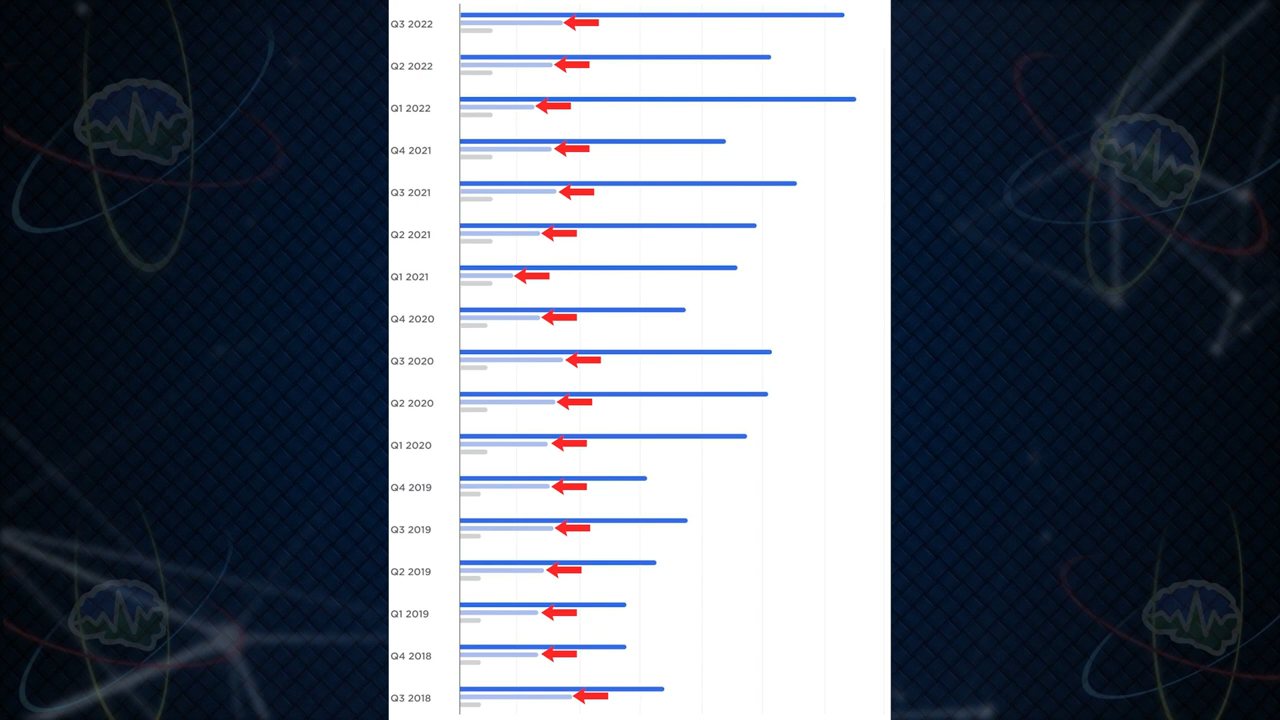 Q3 2022
Q2 2022
Q1 2022
Q4 2021
Q3 2021
Q2 2021
Q1 2021
Q4 2020
Q3 2020
Q2 2020
Q1 2020
Q4 2019
Q3 2019
Q2 2019
Q1 2019
Q4 2018
Q3 2018